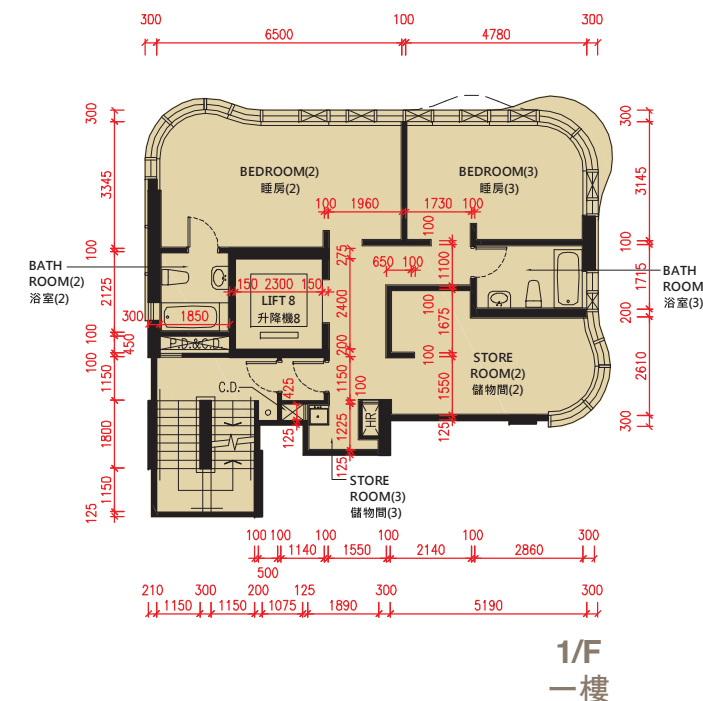 300 100 300
6500 4780
300
300
3345
3145
BEDROOM(2)
睡房(2)
BEDROOM(3)
睡房(3)
100 1960 1730 100
100
100
100
275
650 100
1100
1715
BATH
ROOM(2)
浴室(2)
BATH
ROOM
浴室(3)
2125
150 2300 150
LIFT 8
升降機8
2400
100
1675
200
300 1850
100
450
P.D.&C.D.
200
100
STORE
ROOM(2)
儲物間(2)
2610
100
1150
1150
1550
C.D.
425
100
HR
300
1800
125
1225
125
125
1150
125
STORE
ROOM(3)
儲物間(3)
100 100 100 100 100 300
1140 1550 2140 2860
500
210 300 200 125 300 300
1150 1150 1075 1890 5190
1/F
一樓